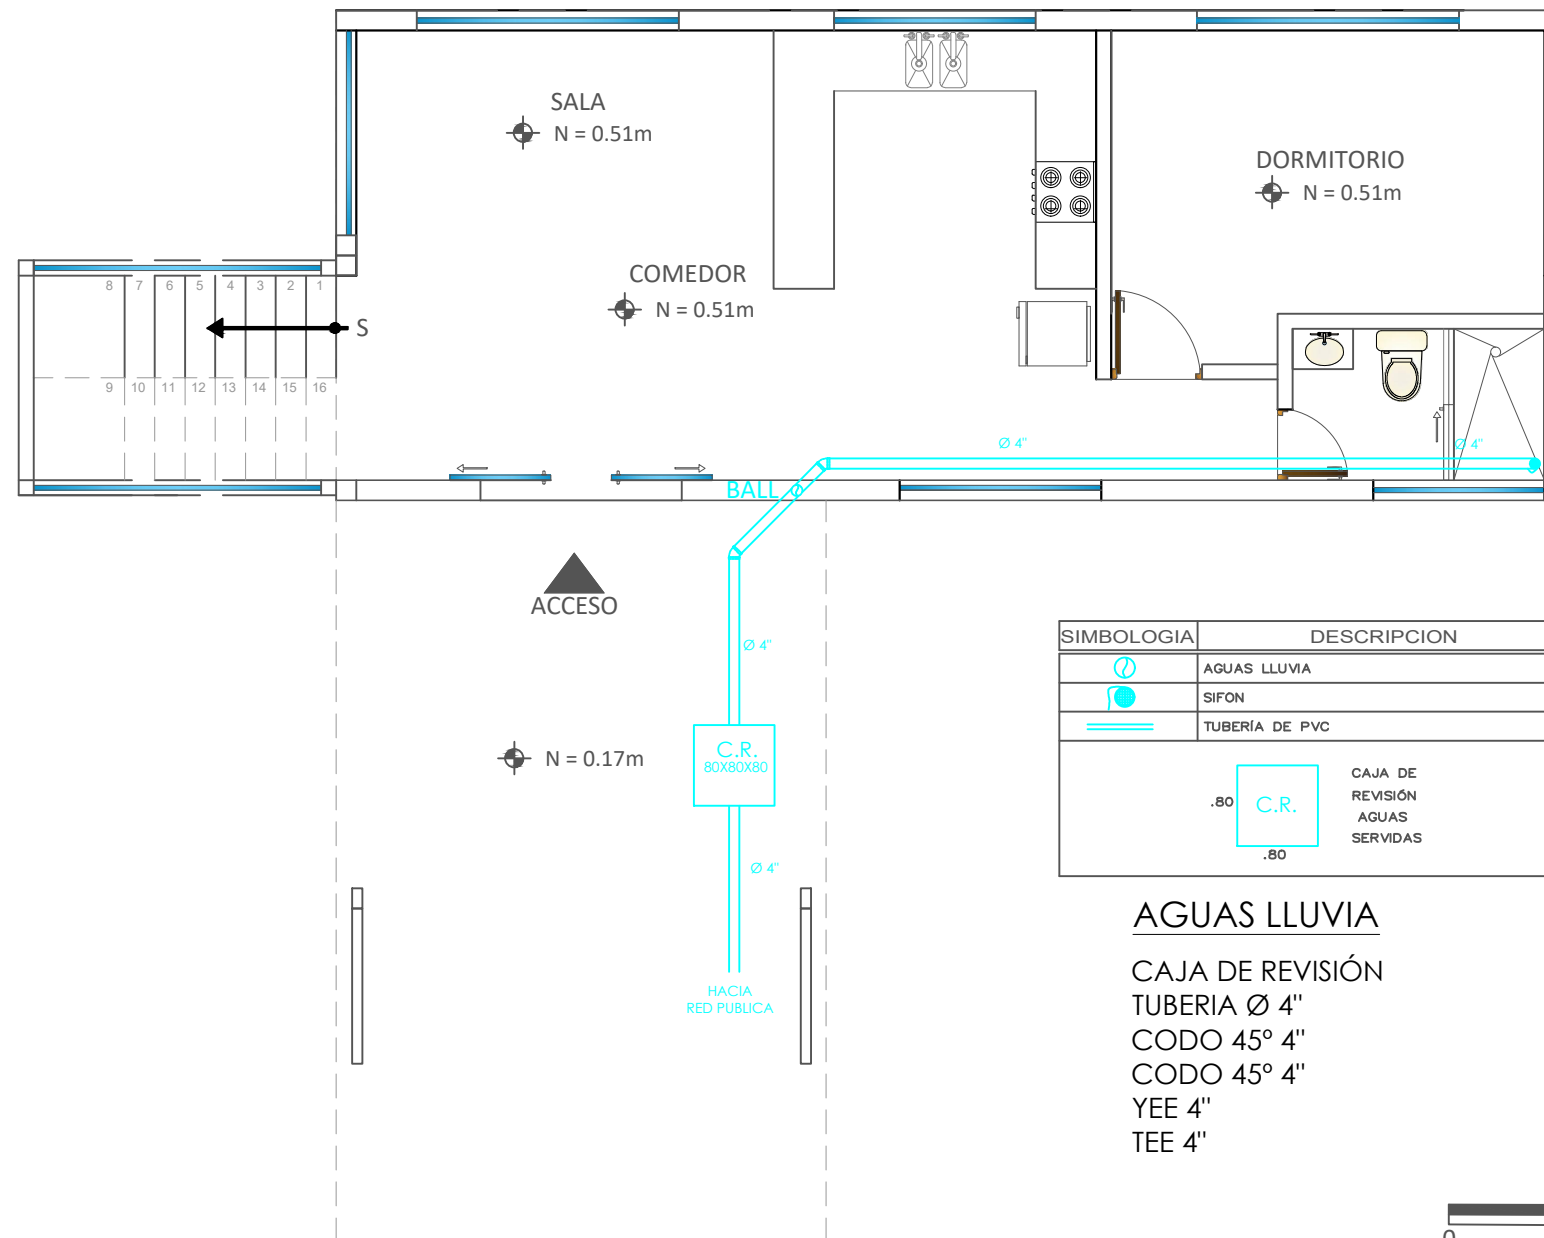 SALA
N = 0.51m
DORMITORIO
N = 0.51m
COMEDOR
N = 0.51m
8 7 6 5 4 3 2 1
S
9 10 11 12 13 14 15 16
Ø 4"
Ø 4"
BALL
ACCESO
Ø 4"
SIMBOLOGIA DESCRIPCION
AGUAS LLUVIA
SIFON
TUBERÍA DE PVC
C.R.
80X80X80
N = 0.17m
.80
C.R.
.80
CAJA DE
REVISIÓN
AGUAS
SERVIDAS
Ø 4"
HACIA
RED PUBLICA
AGUAS LLUVIA
CAJA DE REVISIÓN
TUBERIA Ø 4"
CODO 45º 4"
CODO 45º 4"
YEE 4"
TEE 4"
0